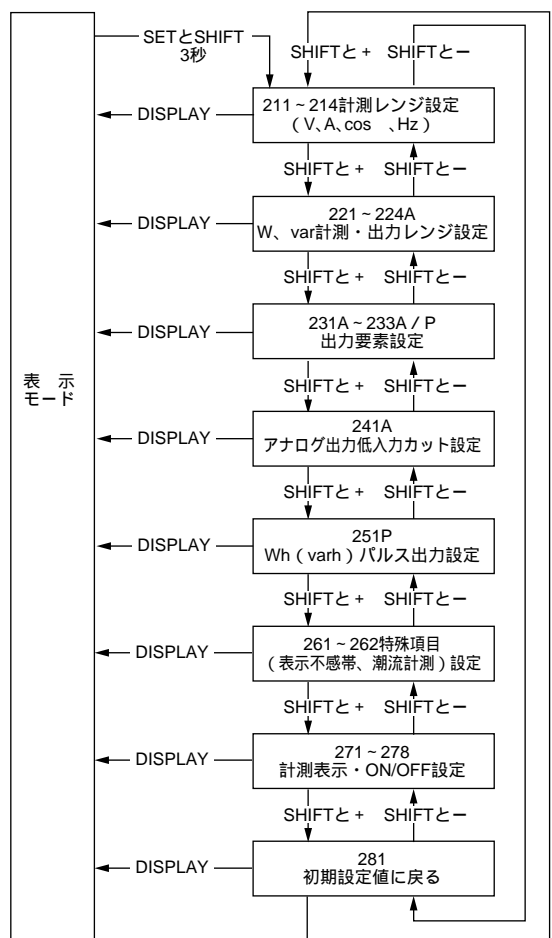 SETとSHIFT
3秒
SHIFTと+ SHIFTとー
DISPLAY
211~214計測レンジ設定
(V、A、cos 、Hz)
SHIFTと+ SHIFTとー
DISPLAY
221~224A
W、var計測・出力レンジ設定
SHIFTと+ SHIFTとー
DISPLAY
231A~233A/P
出力要素設定
SHIFTと+ SHIFTとー
表 示
モード
DISPLAY
241A
アナログ出力低入力カット設定
SHIFTと+ SHIFTとー
DISPLAY
251P
Wh(varh)パルス出力設定
SHIFTと+ SHIFTとー
DISPLAY
261~262特殊項目
(表示不感帯、潮流計測)設定
SHIFTと+ SHIFTとー
DISPLAY
271~278
計測表示・ON/OFF設定
SHIFTと+ SHIFTとー
DISPLAY
281
初期設定値に戻る